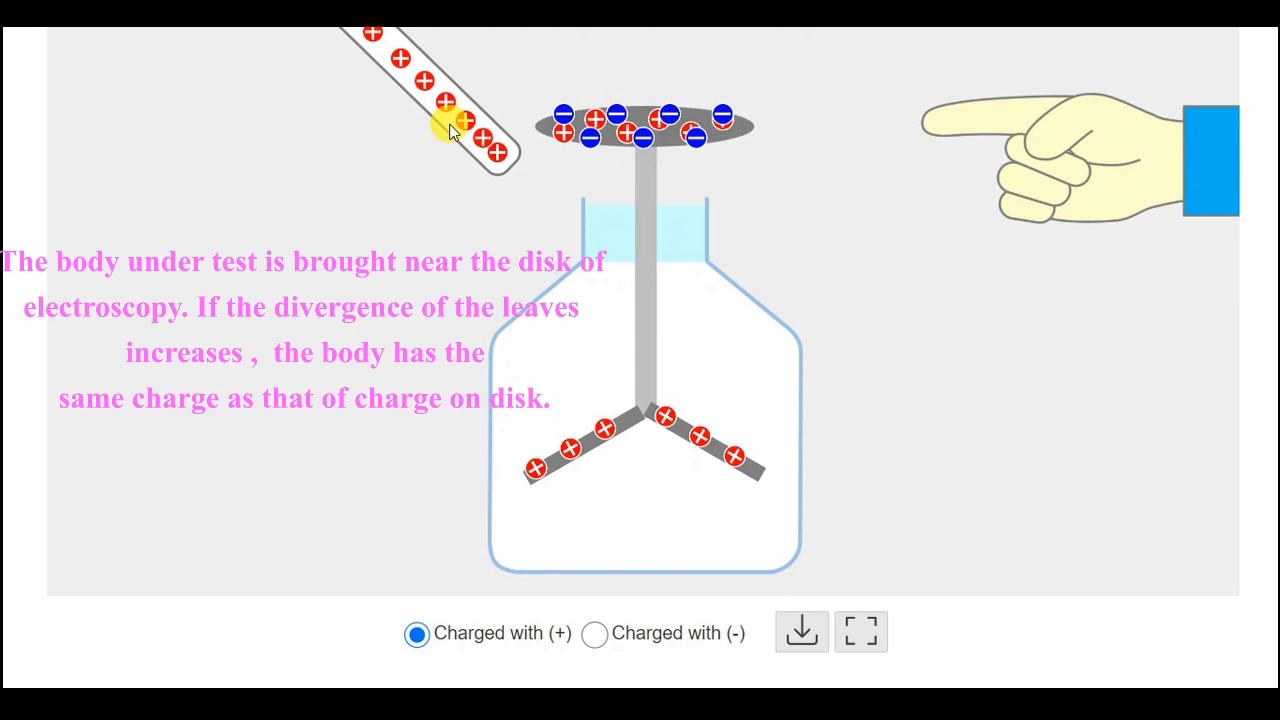 The body under test is brought near the disk of
electroscopy. If the divergence of the leaves
increases ,  the body has the
same charge as that of charge on disk.
Charged with (+) Charged with (-)